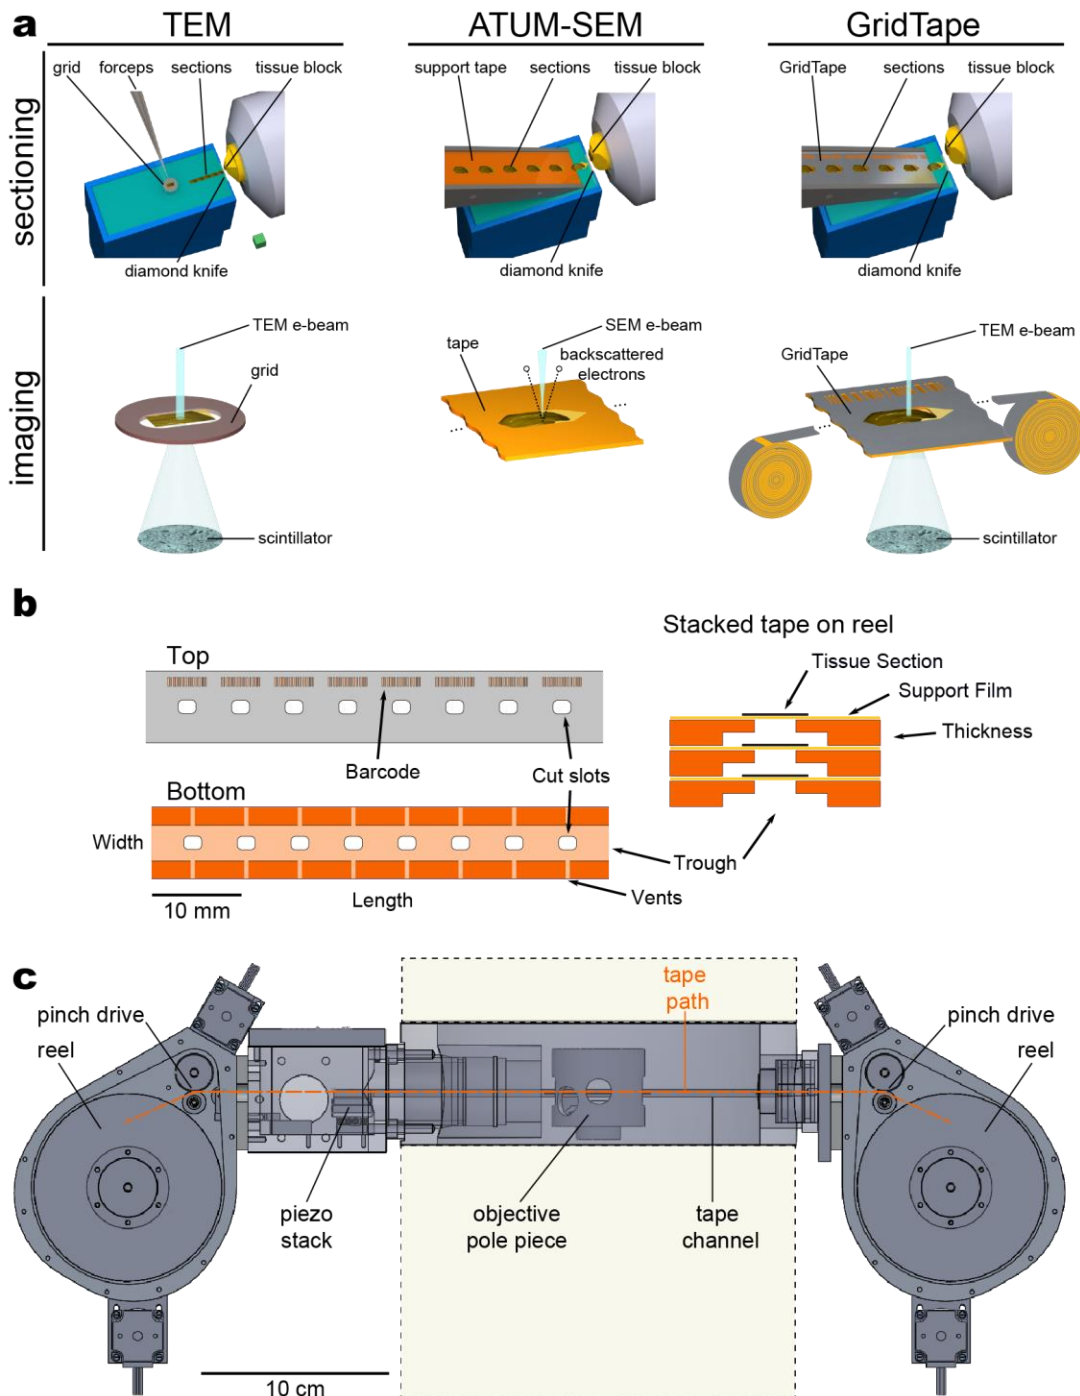 a
TEM
ATUM-SEM
GridTape
sectioning
grid
forceps
sections
tissue block
diamond knife
support tape
sections
tissue block
diamond knife
GridTape
sections
tissue block
diamond knife
imaging
TEM e-beam
grid
scintillator
tape
SEM e-beam
backscattered
electrons
...
...
GridTape
TEM e-beam
...
...
scintillator
b
Top
Barcode
Cut slots
Bottom
Width
Length
10 mm
Trough
Vents
Stacked tape on reel
Tissue Section
Support Film
Thickness
c
pinch drive
reel
tape
path
pinch drive
reel
piezo
stack
objective
pole piece
tape
channel
10 cm